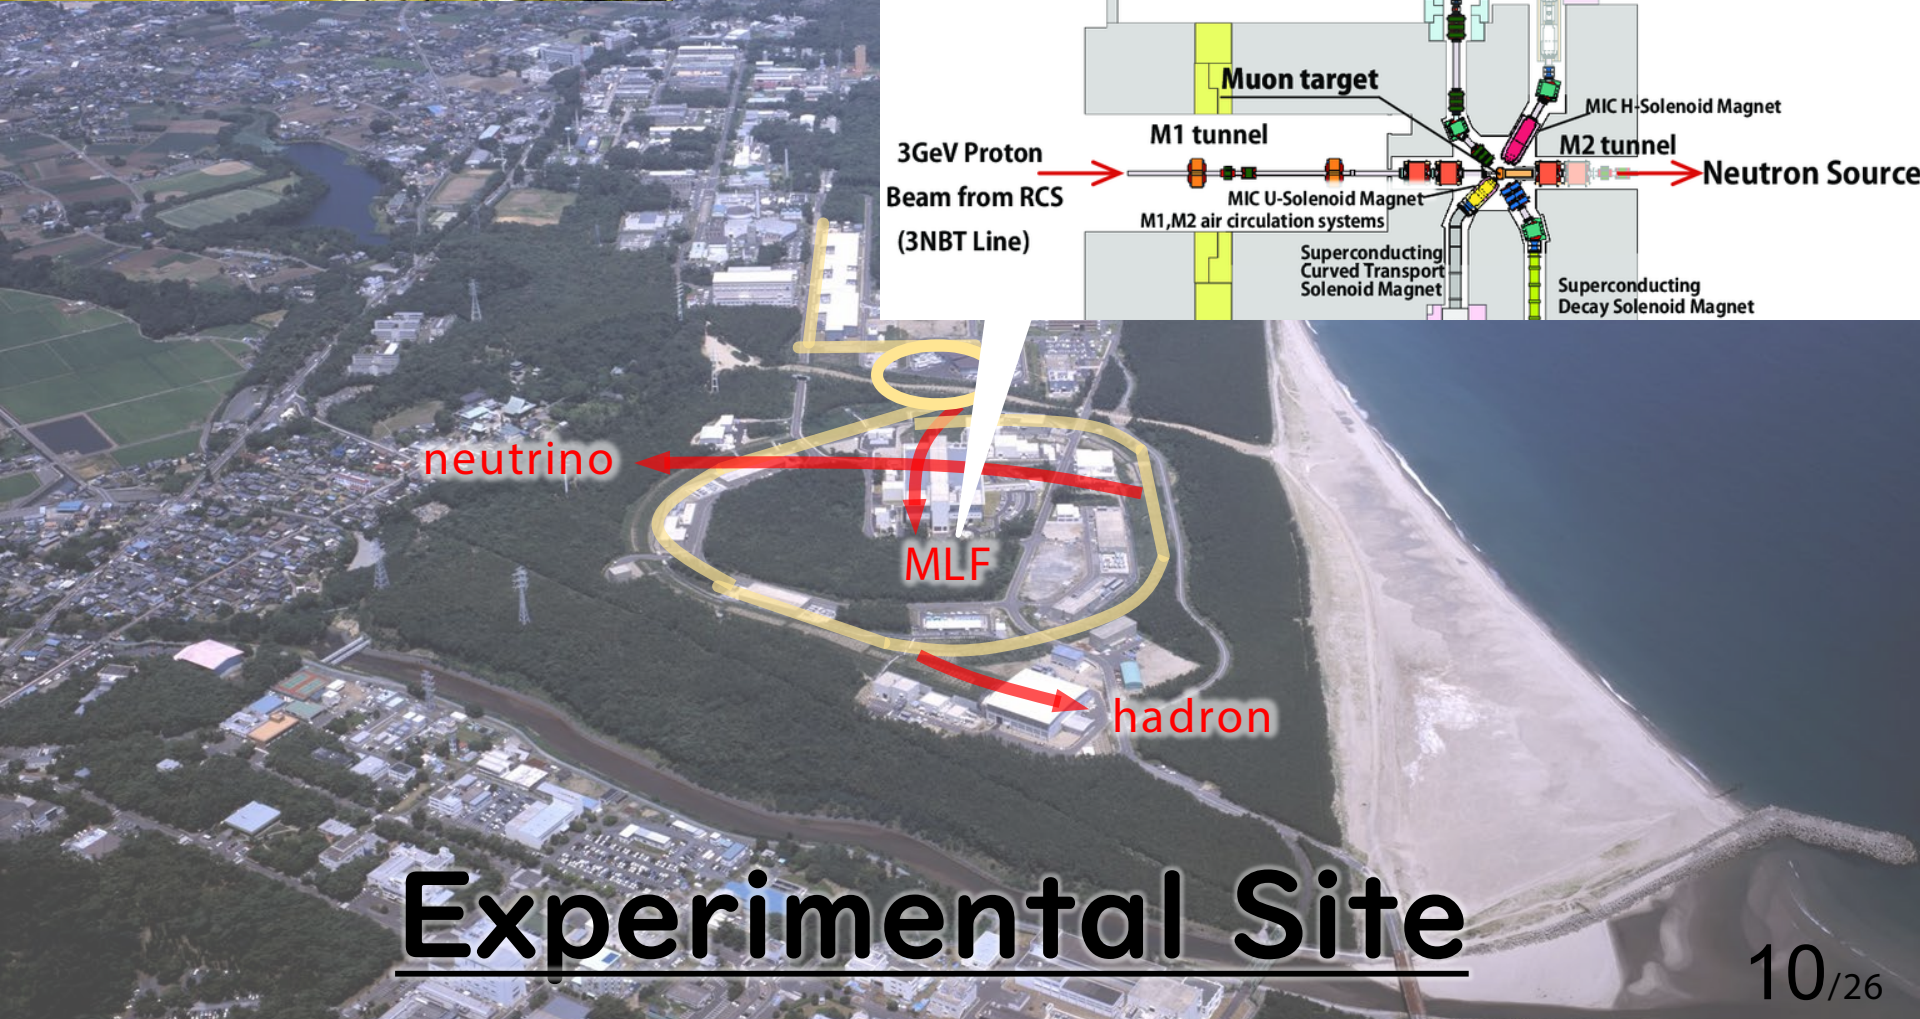 Muon target
MIC H-Solenoid Magnet
M1 tunnel
M2 tunnel
3GeV Proton
Beam from RCS
(3NBT Line)
Neutron Source
MIC U-Solenoid Magnet
M1,M2 air circulation systems
Superconducting
Curved Transport
Solenoid Magnet
Superconducting
Decay Solenoid Magnet
neutrino
MLF
hadron
Experimental Site
10/26